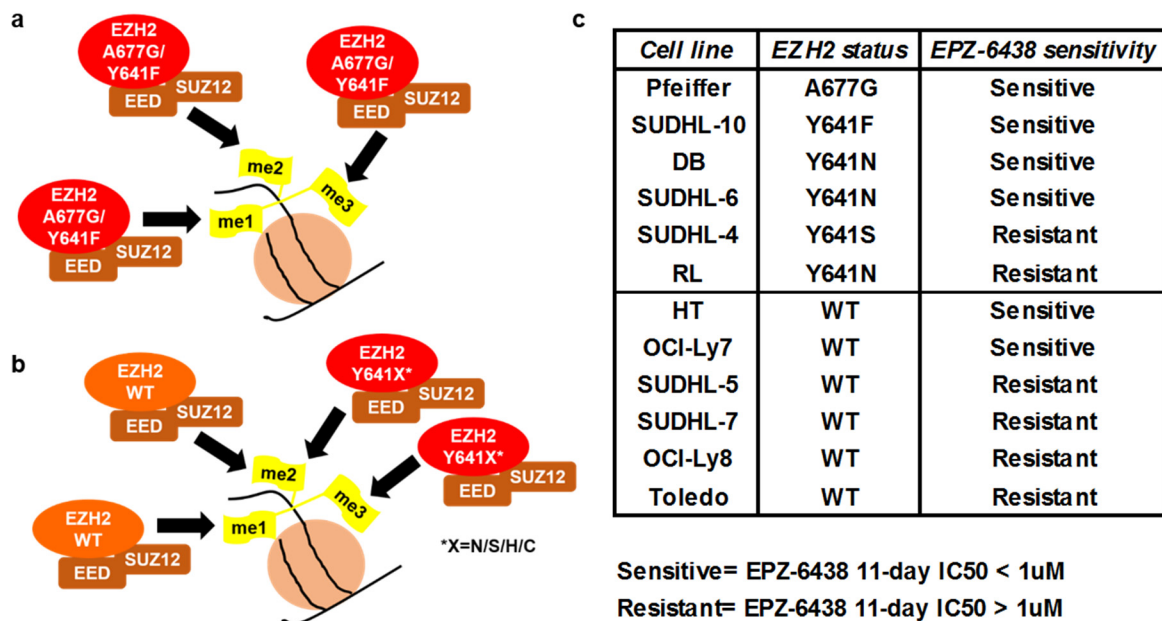 a
EZH2
A677G/
Y641F
EED
SUZ12
EZH2
A677G/
Y641F
EED
SUZ12
EZH2
A677G/
Y641F
EED
SUZ12
me2
me3
me1
b
EZH2
WT
EED
SUZ12
EZH2
Y641X*
EED
SUZ12
EZH2
Y641X*
EED
SUZ12
EZH2
WT
EED
SUZ12
me2
me3
me1
*X=N/S/H/C
c
Cell line EZH2 status EPZ-6438 sensitivity
Pfeiffer A677G Sensitive
SUDHL-10 Y641F Sensitive
DB Y641N Sensitive
SUDHL-6 Y641N Sensitive
SUDHL-4 Y641S Resistant
RL Y641N Resistant
HT WT Sensitive
OCI-Ly7 WT Sensitive
SUDHL-5 WT Resistant
SUDHL-7 WT Resistant
OCI-Ly8 WT Resistant
Toledo WT Resistant
Sensitive= EPZ-6438 11-day IC50 < 1uM
Resistant= EPZ-6438 11-day IC50 > 1uM